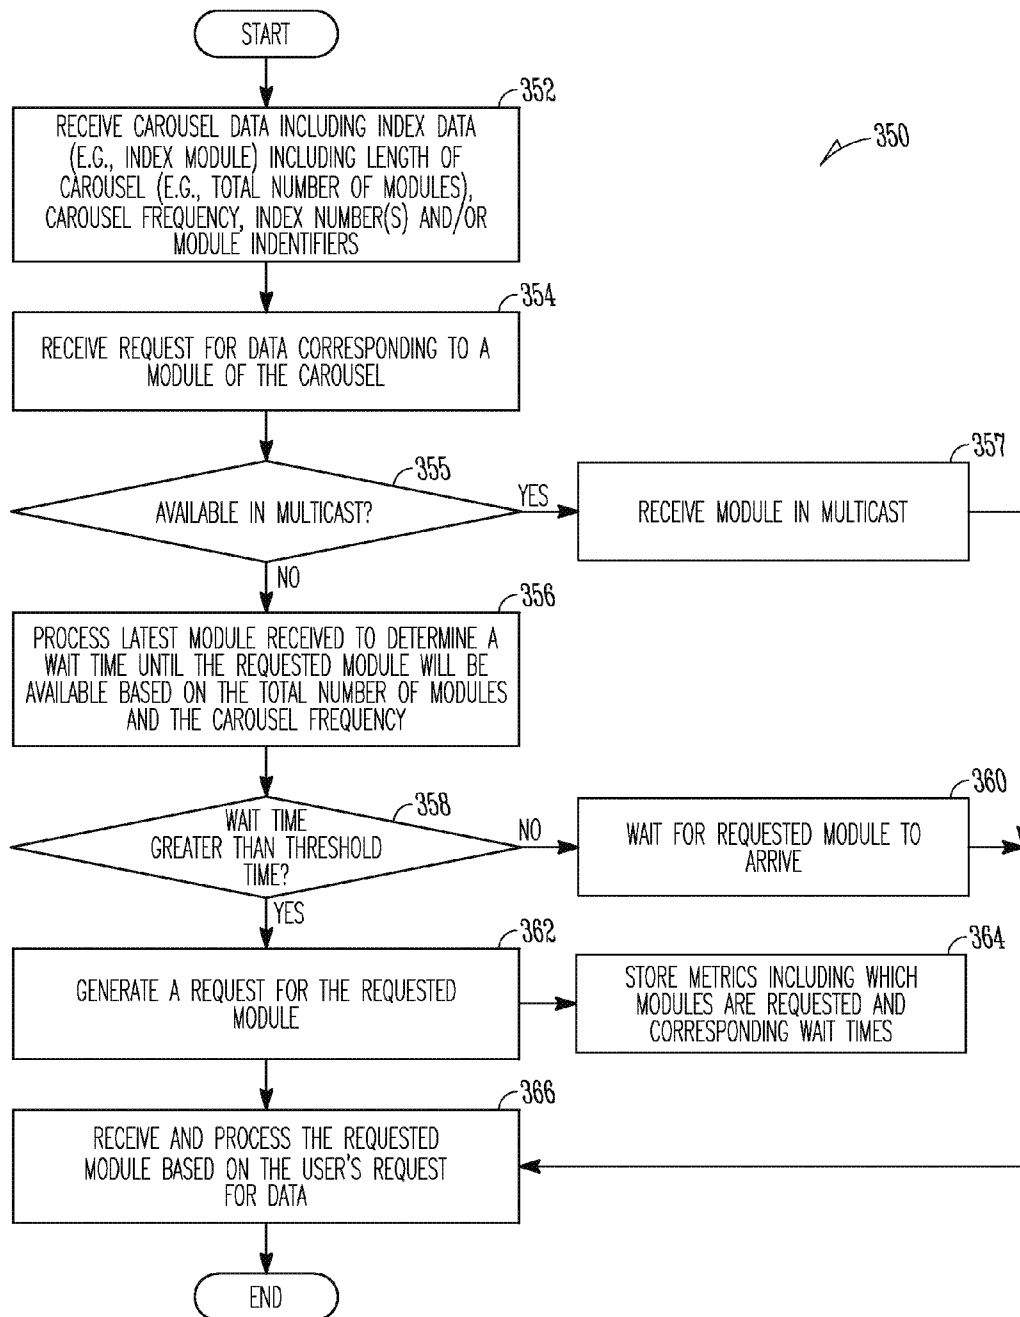 START
352
RECEIVE CAROUSEL DATA INCLUDING INDEX DATA
(E.G., INDEX MODULE) INCLUDING LENGTH OF
CAROUSEL (E.G., TOTAL NUMBER OF MODULES),
CAROUSEL FREQUENCY, INDEX NUMBER(S) AND/OR
MODULE INDENTIFIERS
350
354
RECEIVE REQUEST FOR DATA CORRESPONDING TO A
MODULE OF THE CAROUSEL
355
AVAILABLE IN MULTICAST?
YES
357
RECEIVE MODULE IN MULTICAST
NO
356
PROCESS LATEST MODULE RECEIVED TO DETERMINE A
WAIT TIME UNTIL THE REQUESTED MODULE WILL BE
AVAILABLE BASED ON THE TOTAL NUMBER OF MODULES
AND THE CAROUSEL FREQUENCY
358
WAIT TIME
GREATER THAN THRESHOLD
TIME?
NO
360
WAIT FOR REQUESTED MODULE TO
ARRIVE
YES
362
GENERATE A REQUEST FOR THE REQUESTED
MODULE
364
STORE METRICS INCLUDING WHICH
MODULES ARE REQUESTED AND
CORRESPONDING WAIT TIMES
366
RECEIVE AND PROCESS THE REQUESTED
MODULE BASED ON THE USER'S REQUEST
FOR DATA
END